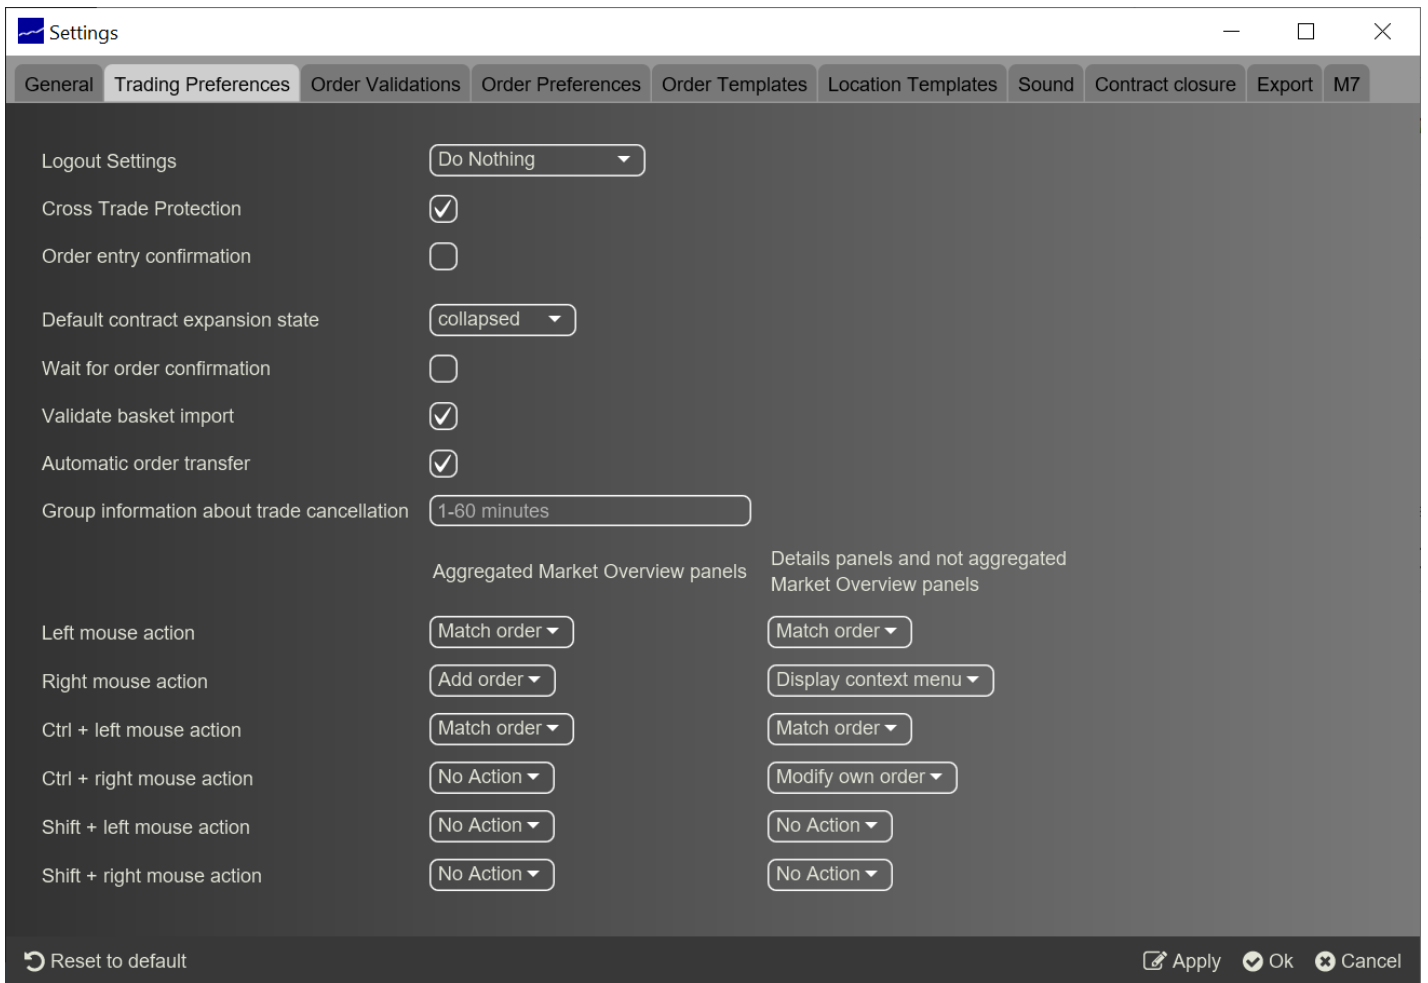 Settings
General Trading Preferences Order Validations Order Preferences Order Templates Location Templates Sound Contract closure Export M7
Logout Settings Do Nothing
Cross Trade Protection
Order entry confirmation
Default contract expansion state collapsed
Wait for order confirmation
Validate basket import
Automatic order transfer
Group information about trade cancellation 1-60 minutes
Aggregated Market Overview panels Details panels and not aggregated
Market Overview panels
Left mouse action Match order Match order
Right mouse action Add order Display context menu
Ctrl + left mouse action Match order Match order
Ctrl + right mouse action No Action Modify own order
Shift + left mouse action No Action No Action
Shift + right mouse action No Action No Action
Reset to default Apply Ok Cancel